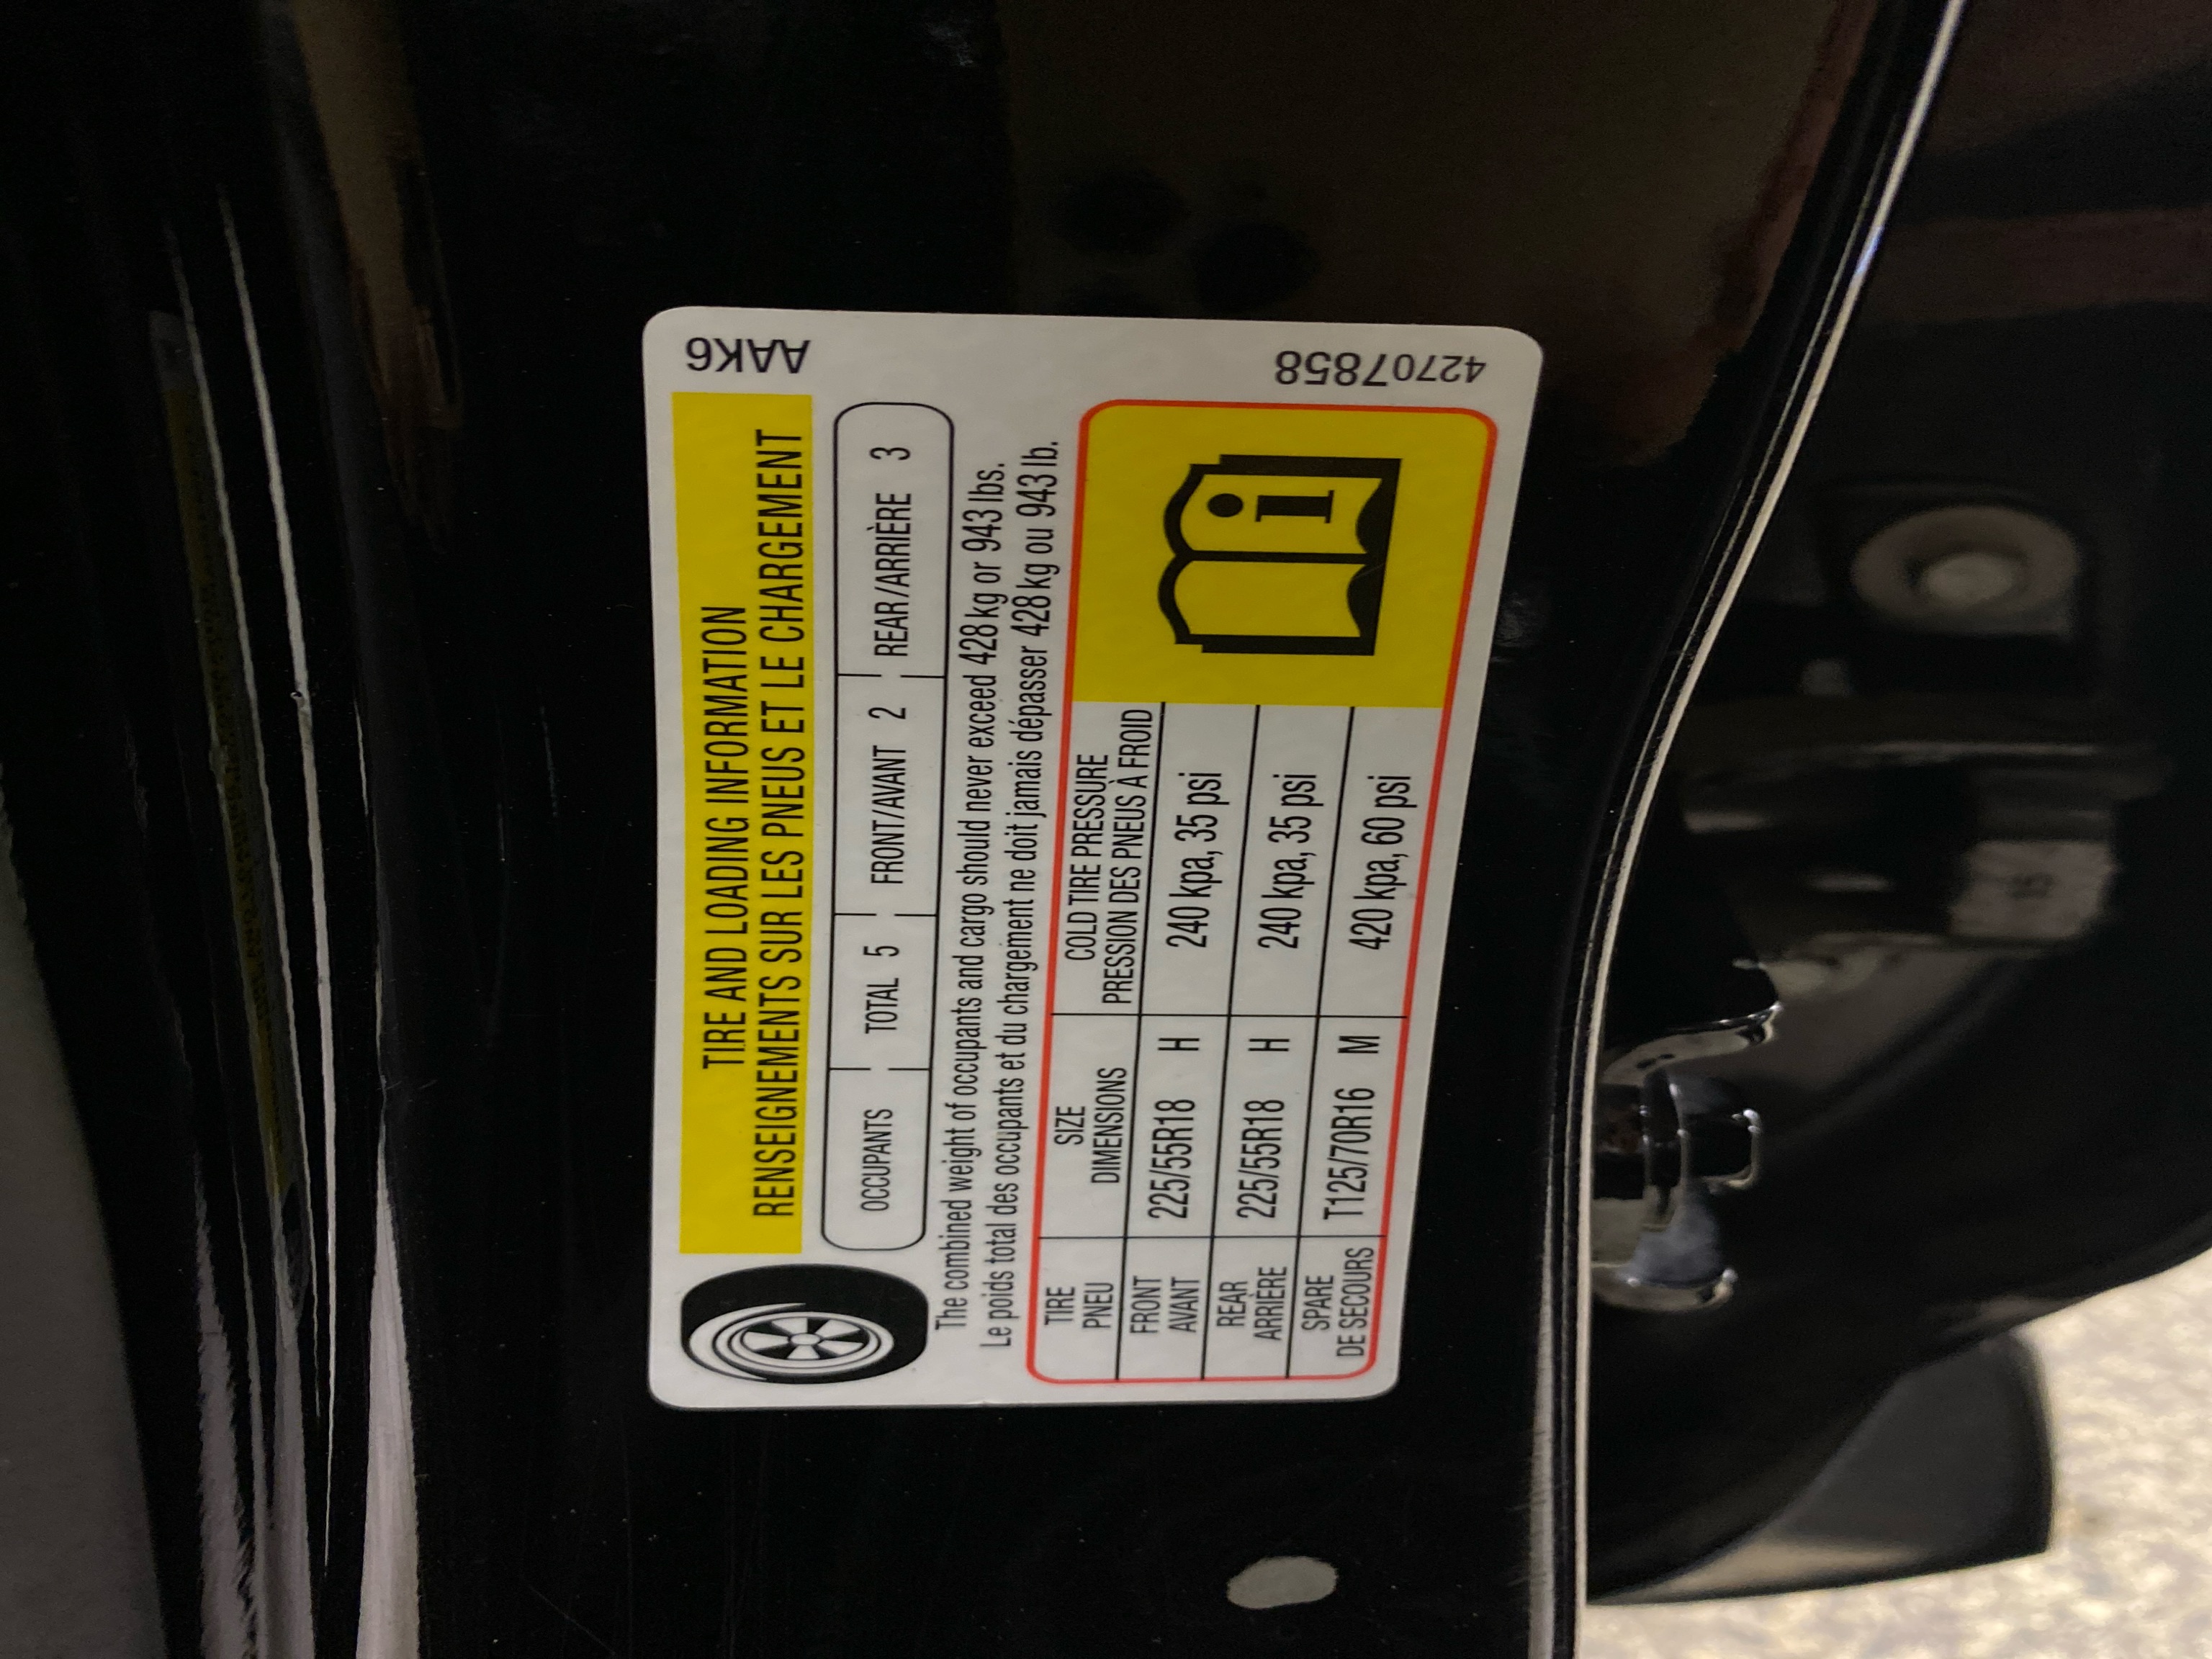 TIRE AND LOADING INFORMATION
RENSEIGNEMENTS SUR LES PNEUS ET LE CHARGEMENT
OCCUPANTS TOTAL 5 FRONT/AVANT 2 REAR/ARRIÈRE 3
The combined weight of occupants and cargo should never exceed 428 kg or 943 lbs.
Le poids total des occupants et du chargement ne doit jamais dépasser 428 kg ou 943 lb.
TIRE SIZE COLD TIRE PRESSURE
PNEU DIMENSIONS PRESSION DES PNEUS À FROID
FRONT
AVANT 225/55R18 H 240 kpa, 35 psi
REAR
ARRIÈRE 225/55R18 H 240 kpa, 35 psi
SPARE
DE SECOURS T125/70R16 M 420 kpa, 60 psi
i
AAK6
42707858